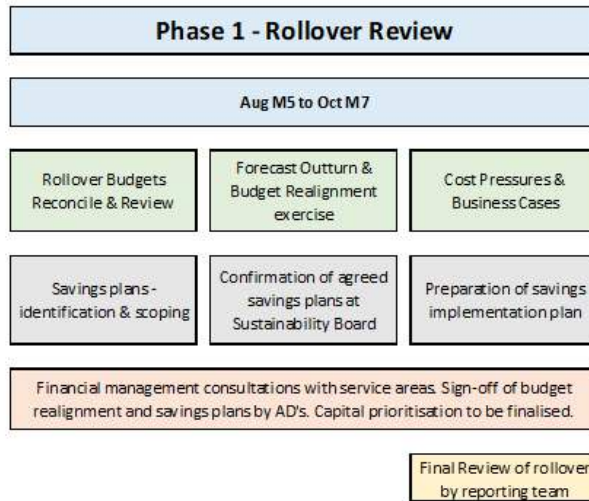 Phase 1 - Rollover Review
Aug M5 to Oct M7
Rollover Budgets
Reconcile & Review
Forecast Outturn &
Budget Realignment
exercise
Cost Pressures &
Business Cases
Savings plans -
identification & scoping
Confirmation of agreed
savings plans at
Sustainability Board
Preparation of savings
implementation plan
Financial management consultations with service areas. Sign-off of budget
realignment and savings plans by AD's. Capital prioritisation to be finalised.
Final Review of rollover
by reporting team